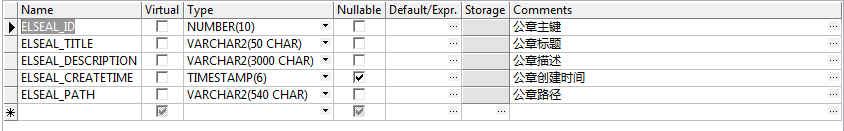 Name Virtual Type Nullable Default/Expr. Storage Comments
ELSEAL_ID NUMBER(10) 公章主键
ELSEAL_TITLE VARCHAR2(50 CHAR) 公章标题
ELSEAL_DESCRIPTION VARCHAR2(3000 CHAR) 公章描述
ELSEAL_CREATETIME TIMESTAMP(6) 公章创建时间
ELSEAL_PATH VARCHAR2(540 CHAR) 公章路径